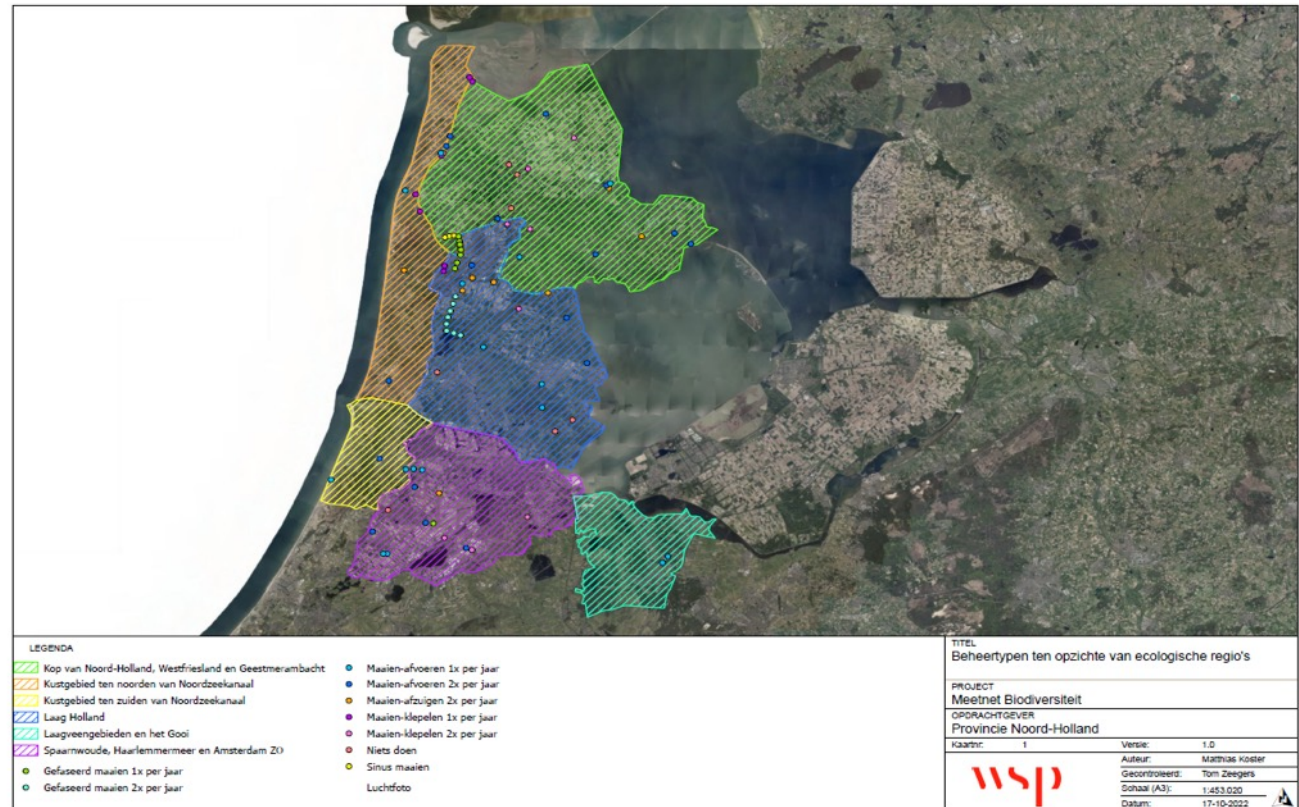 LEGENDA
Kop van Noord-Holland, Westfriesland en Geestmerambacht
Kustgebied ten noorden van Noordzeekanaal
Kustgebied ten zuiden van Noordzeekanaal
Laag Holland
Laagveengebieden en het Gooi
Spaarnwoude, Haarlemmermeer en Amsterdam ZO
Gefaseerd maaien 1x per jaar
Gefaseerd maaien 2x per jaar
Maaien-afvoeren 1x per jaar
Maaien-afvoeren 2x per jaar
Maaien-afzuigen 2x per jaar
Maaien-klepelen 1x per jaar
Maaien-klepelen 2x per jaar
Niets doen
Sinus maaien
Luchtfoto
TITEL
Beheertypen ten opzichte van ecologische regio's
PROJECT
Meetnet Biodiversiteit
OPDRACHTGEVER
Provincie Noord-Holland
Kaartnr: 1 Versie: 1.0
Auteur: Matthias Koster
Gecontroleerd: Tom Zeegers
Schaal (A3): 1:453.020
Datum: 17-10-2022
wsp